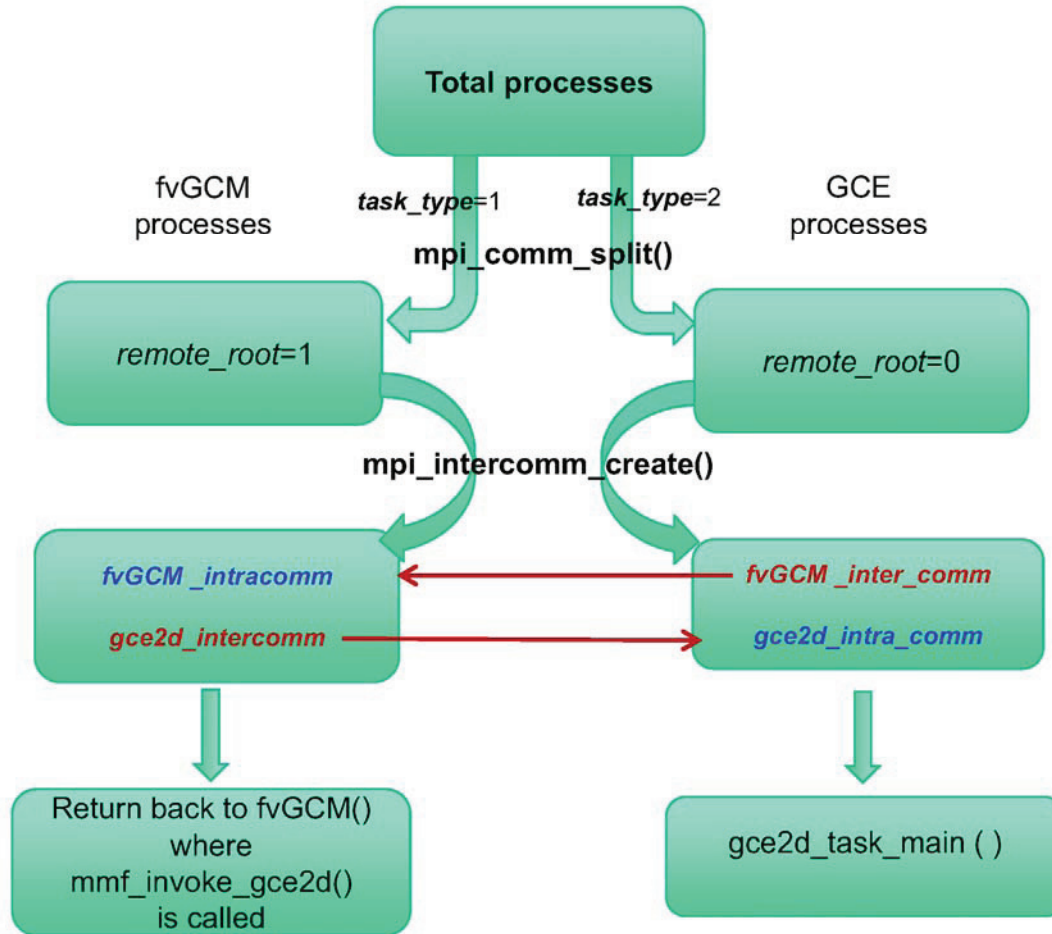 Total processes
fvGCM
processes
task_type=1
task_type=2
GCE
processes
mpi_comm_split()
remote_root=1
remote_root=0
mpi_intercomm_create()
fvGCM _intracomm
gce2d_intercomm
fvGCM _inter_comm
gce2d_intra_comm
Return back to fvGCM()
where
mmf_invoke_gce2d()
is called
gce2d_task_main ( )